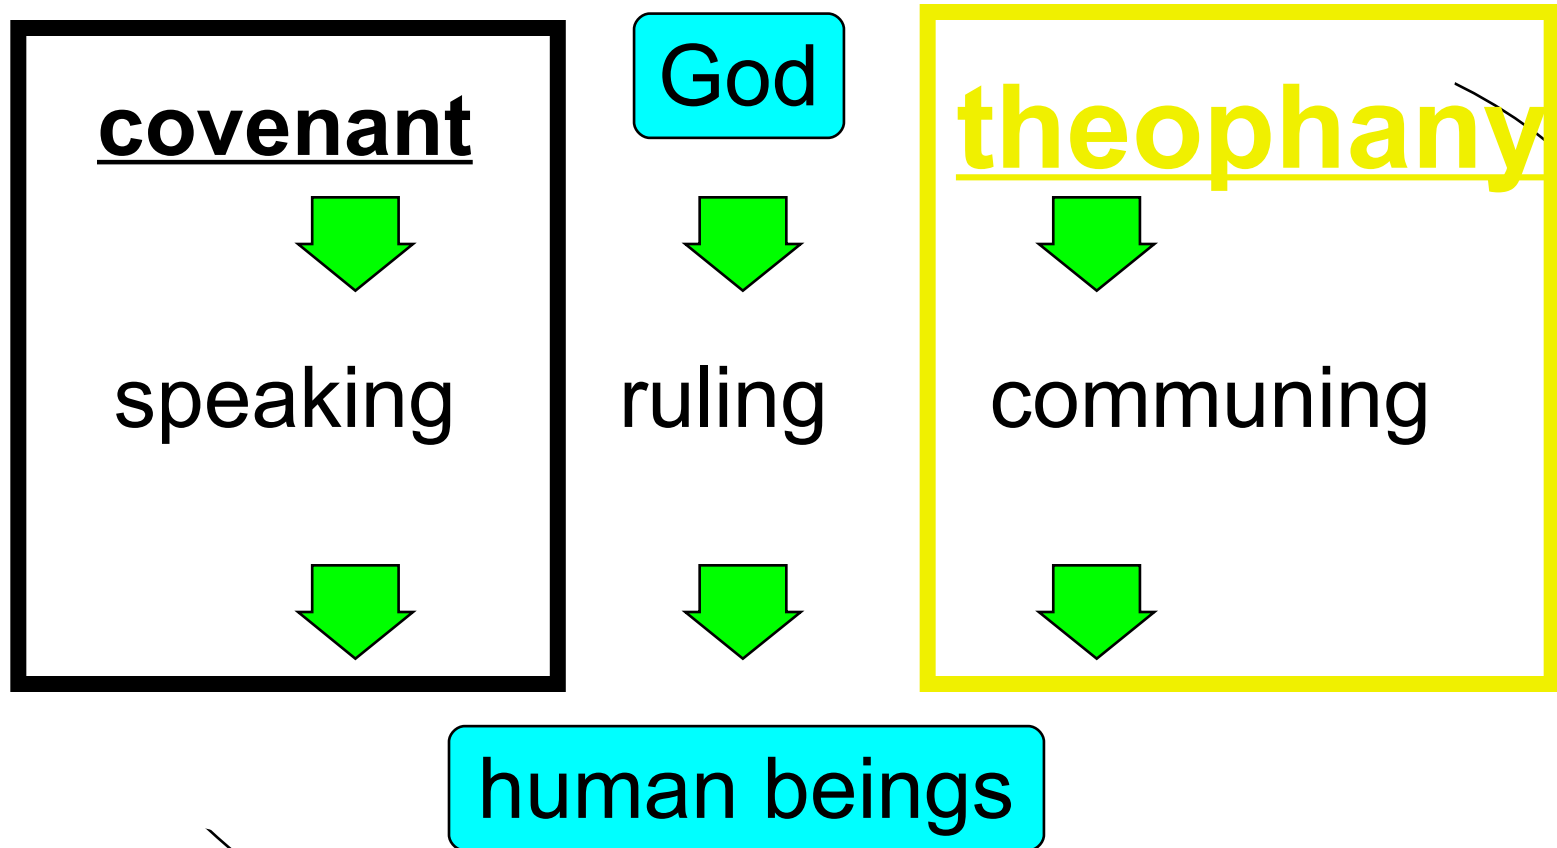 God
covenant
theophany
speaking
ruling
communing
human beings